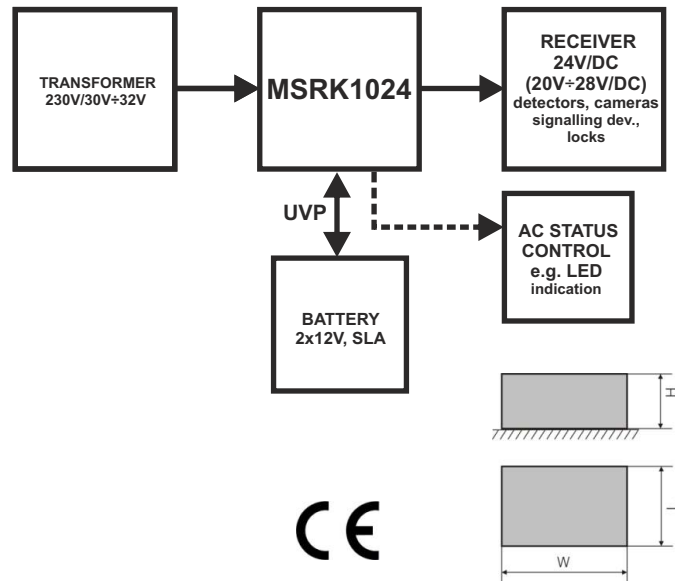 TRANSFORMER
230V/30V÷32V
MSRK1024
RECEIVER
24V/DC
(20V÷28V/DC)
detectors, cameras
signalling dev.,
locks
UVP
AC STATUS
CONTROL
e.g. LED
indication
BATTERY
2x12V, SLA
H
L
W
CE